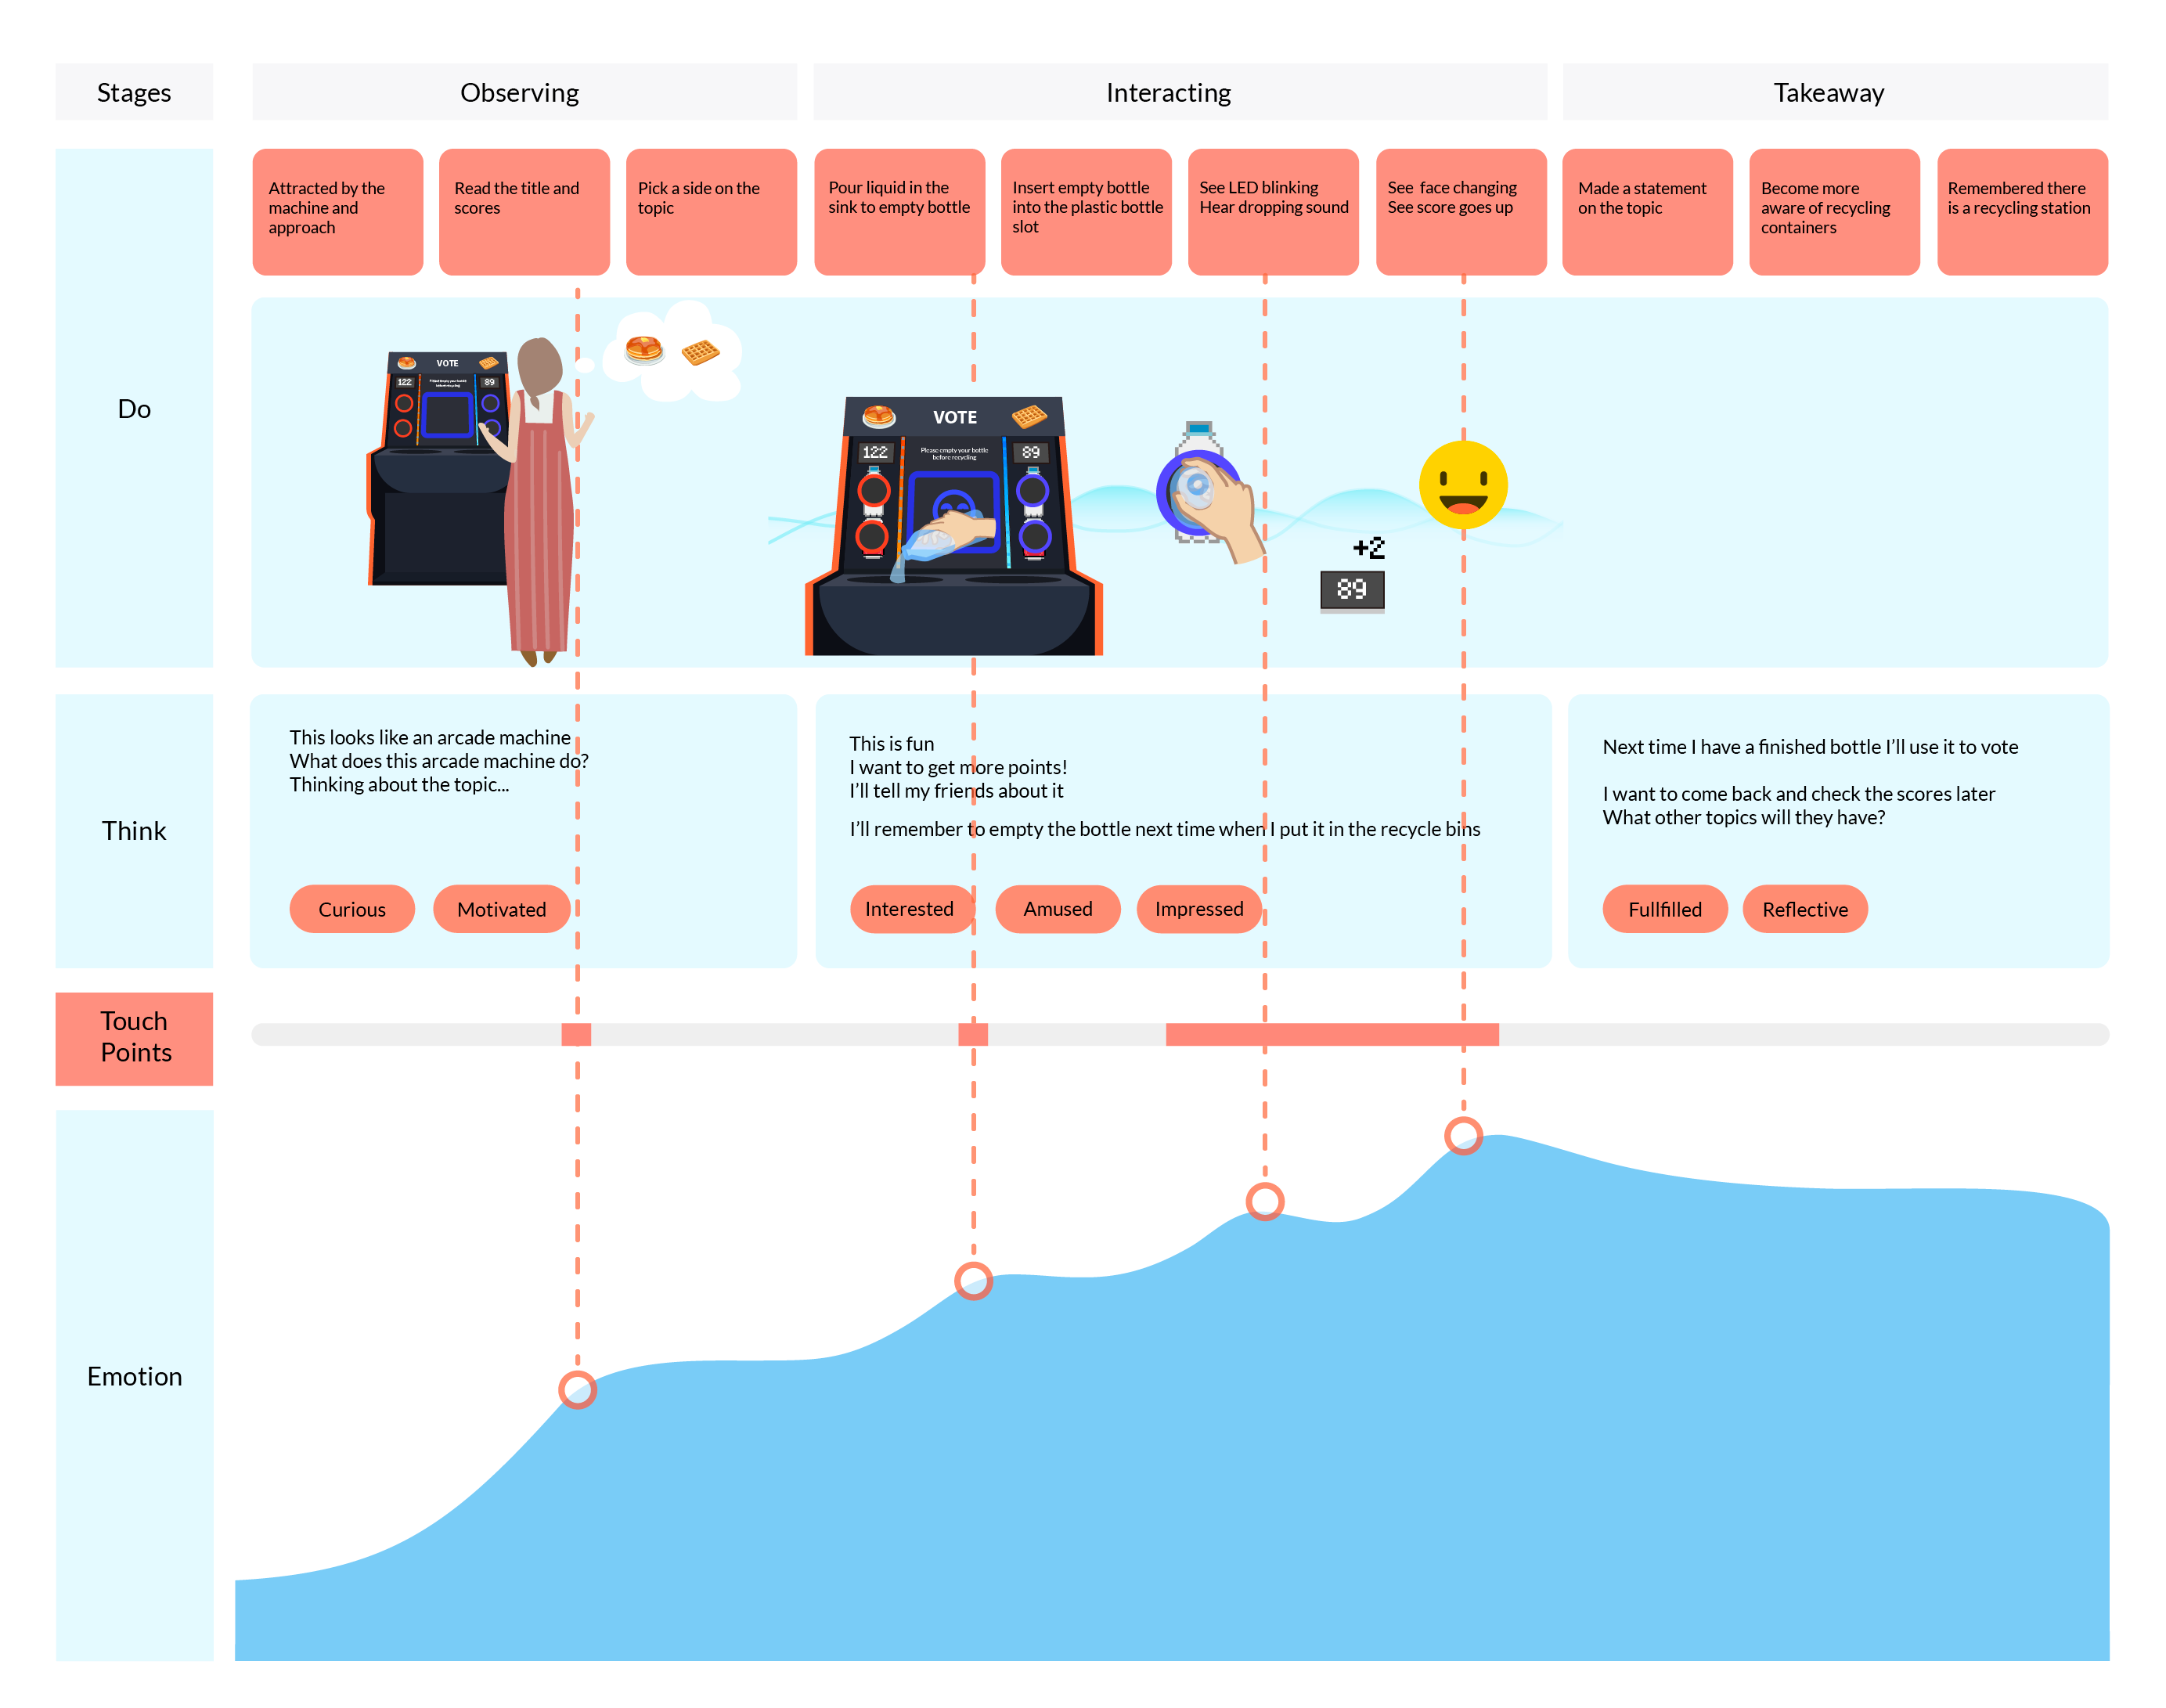 Stages
Observing
Interacting
Takeaway
Do
Attracted by the
machine and
approach
Read the title and
scores
Pick a side on the
topic
Pour liquid in the
sink to empty bottle
Insert empty bottle
into the plastic bottle
slot
See LED blinking
Hear dropping sound
See face changing
See score goes up
Made a statement
on the topic
Become more
aware of recycling
containers
Remembered there
is a recycling station
VOTE
122
89
VOTE
122
Please empty your bottle
before recycling
89
+2
89
Think
This looks like an arcade machine
What does this arcade machine do?
Thinking about the topic...
Curious
Motivated
This is fun
I want to get more points!
I'll tell my friends about it
I'll remember to empty the bottle next time when I put it in the recycle bins
Interested
Amused
Impressed
Next time I have a finished bottle I'll use it to vote
I want to come back and check the scores later
What other topics will they have?
Fullfilled
Reflective
Touch
Points
Emotion